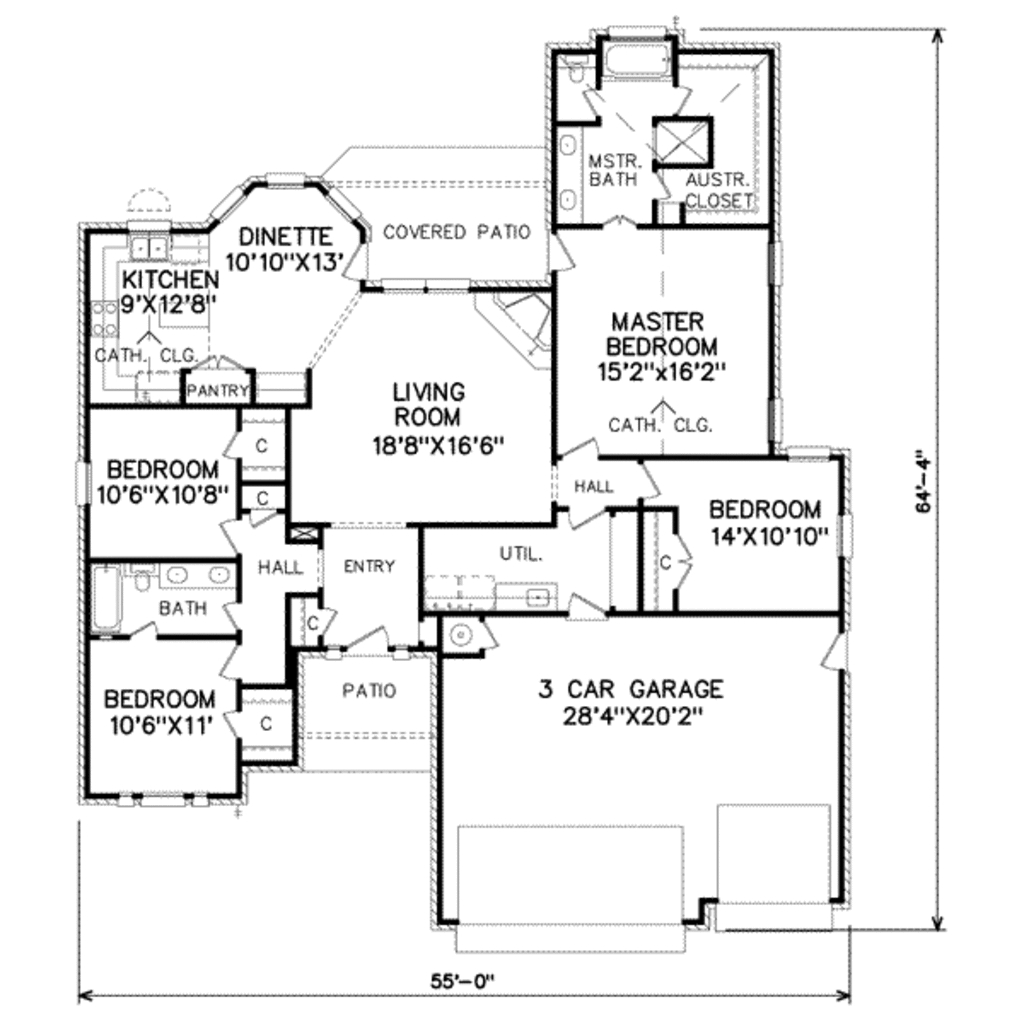 MSTR.
BATH
AUSTR.
CLOSET
COVERED PATIO
DINETTE
10'10"X13'
KITCHEN
9'X12'8"
CATH. CLG.
PANTRY
MASTER
BEDROOM
15'2"x16'2"
CATH. CLG.
LIVING
ROOM
18'8"X16'6"
C
BEDROOM
10'6"X10'8"
C
HALL
BEDROOM
14'X10'10"
C
UTIL.
ENTRY
HALL
BATH
C
BEDROOM
10'6"X11'
C
PATIO
3 CAR GARAGE
28'4"X20'2"
64'-4"
55'-0"